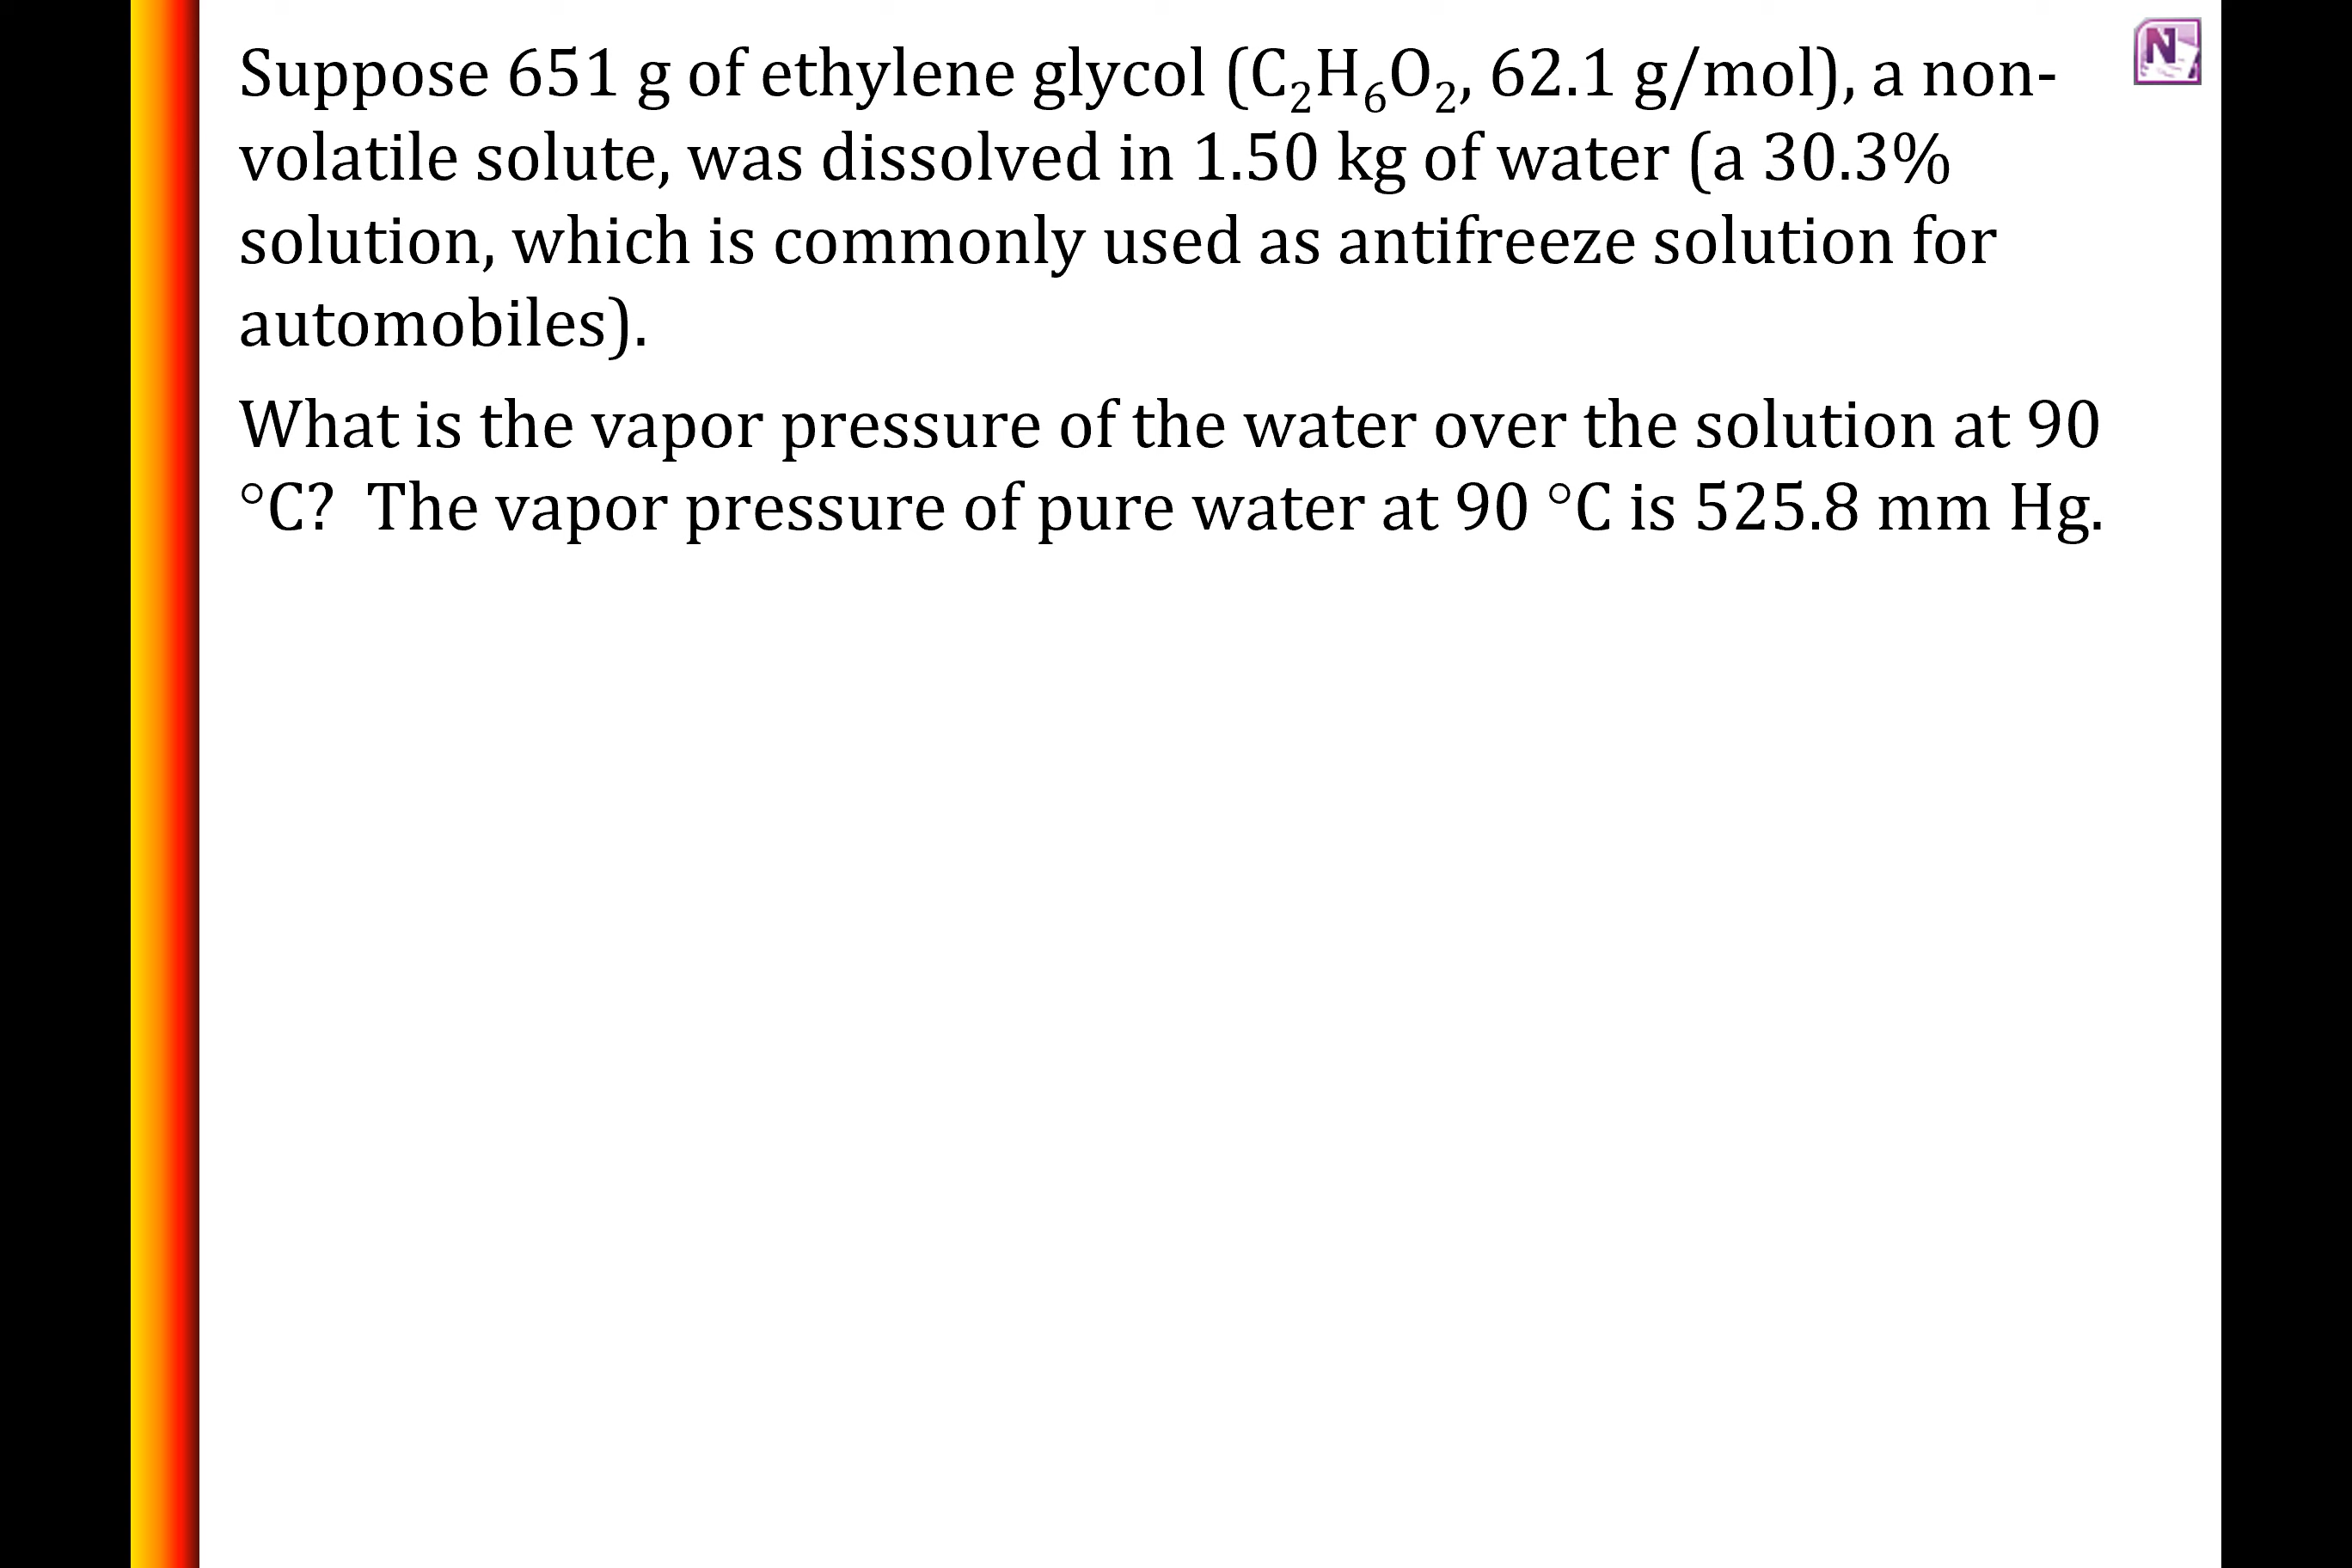 Suppose 651 g of ethylene glycol (C₂H₆O₂, 62.1 g/mol), a non-
volatile solute, was dissolved in 1.50 kg of water (a 30.3%
solution, which is commonly used as antifreeze solution for
automobiles).
What is the vapor pressure of the water over the solution at 90
°C?  The vapor pressure of pure water at 90 °C is 525.8 mm Hg.
N